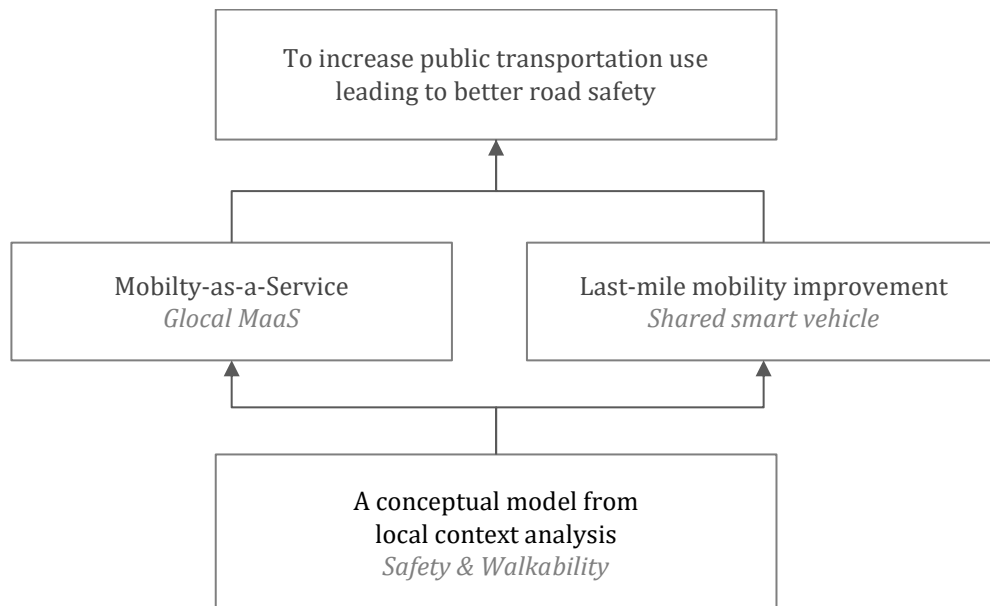 To increase public transportation use
leading to better road safety
Mobilty-as-a-Service
Glocal MaaS
Last-mile mobility improvement
Shared smart vehicle
A conceptual model from
local context analysis
Safety & Walkability